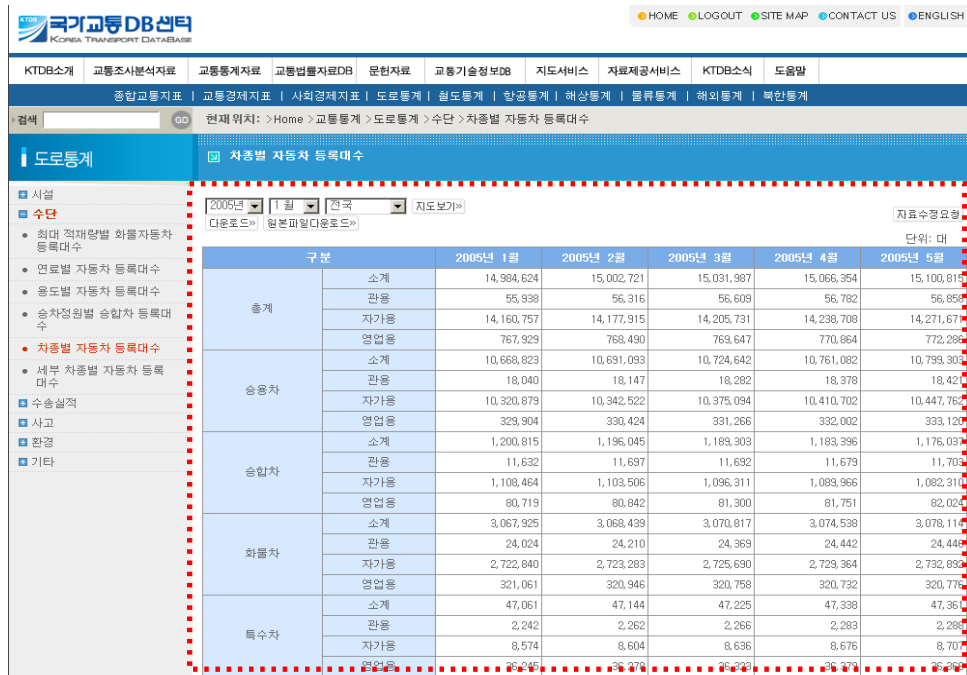 HOME LOGOUT SITE MAP CONTACT US ENGLISH
KTDB 국가교통DB센터
KOREA TRANSPORT DATABASE
KTDB소개 교통조사분석자료 교통통계자료 교통법률자료DB 문헌자료 교통기술정보DB 지도서비스 자료제공서비스 KTDB소식 도움말
종합교통지표 | 교통경제지표 | 사회경제지표 | 도로통계 | 철도통계 | 항공통계 | 해상통계 | 물류통계 | 해외통계 | 북한통계
검색 GO 현재위치: >Home >교통통계 >도로통계 >수단 >차종별 자동차 등록대수
도로통계
시설
수단
최대 적재량별 화물자동차
등록대수
연료별 자동차 등록대수
용도별 자동차 등록대수
승차정원별 승합차 등록대
수
차종별 자동차 등록대수
세부 차종별 자동차 등록
대수
수송실적
사고
환경
기타
차종별 자동차 등록대수
2005년 1 월 전국 지도보기»
다운로드» 원본파일다운로드»
자료수정요청
단위: 대
구분 2005년 1월 2005년 2월 2005년 3월 2005년 4월 2005년 5월
총계 소계 14,984,624 15,002,721 15,031,987 15,066,354 15,100,815
관용 55,938 56,316 56,609 56,782 56,858
자가용 14,160,757 14,177,915 14,205,731 14,238,708 14,271,671
영업용 767,929 768,490 769,647 770,864 772,286
승용차 소계 10,668,823 10,691,093 10,724,642 10,761,082 10,799,303
관용 18,040 18,147 18,282 18,378 18,421
자가용 10,320,879 10,342,522 10,375,094 10,410,702 10,447,762
영업용 329,904 330,424 331,266 332,002 333,120
승합차 소계 1,200,815 1,196,045 1,189,303 1,183,396 1,176,037
관용 11,632 11,697 11,692 11,679 11,703
자가용 1,108,464 1,103,506 1,096,311 1,089,966 1,082,310
영업용 80,719 80,842 81,300 81,751 82,024
화물차 소계 3,067,925 3,068,439 3,070,817 3,074,538 3,078,114
관용 24,024 24,210 24,369 24,442 24,446
자가용 2,722,840 2,723,283 2,725,690 2,729,364 2,732,892
영업용 321,061 320,946 320,758 320,732 320,776
특수차 소계 47,061 47,144 47,225 47,338 47,361
관용 2,242 2,262 2,266 2,283 2,288
자가용 8,574 8,604 8,636 8,676 8,707
영업용 36,245 36,278 36,323 36,379